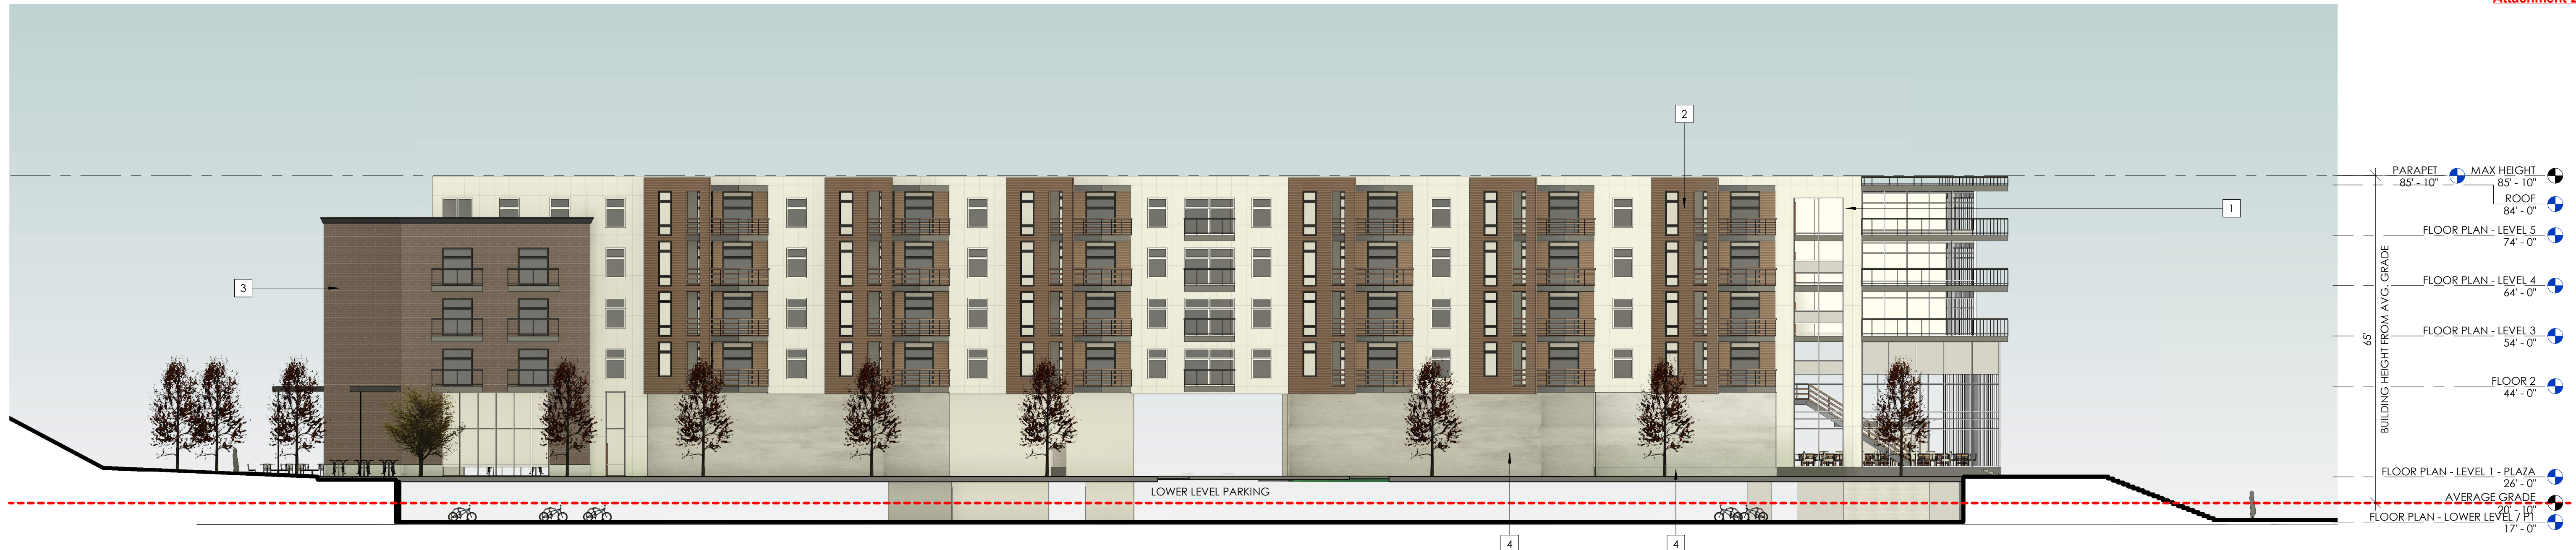 Attachment 2
2
PARAPET
85' - 10"
MAX HEIGHT
85' - 10"
ROOF
84' - 0"
1
FLOOR PLAN - LEVEL 5
74' - 0"
3
FLOOR PLAN - LEVEL 4
64' - 0"
65'
BUILDING HEIGHT FROM AVG. GRADE
FLOOR PLAN - LEVEL 3
54' - 0"
FLOOR 2
44' - 0"
FLOOR PLAN - LEVEL 1 - PLAZA
26' - 0"
LOWER LEVEL PARKING
AVERAGE GRADE
20' - 10"
FLOOR PLAN - LOWER LEVEL / P1
17' - 0"
4
4